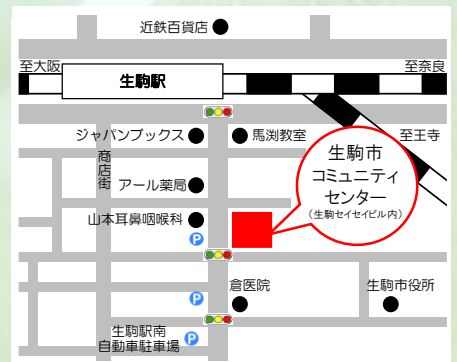 近鉄百貨店
至大阪
生駒駅
至奈良
ジャパンブックス
馬渕教室
至王寺
商店街
アール薬局
生駒市
コミュニティ
センター
(生駒セイセイビル内)
山本耳鼻咽喉科
P
倉医院
生駒市役所
P
生駒駅南
自動車駐車場
P